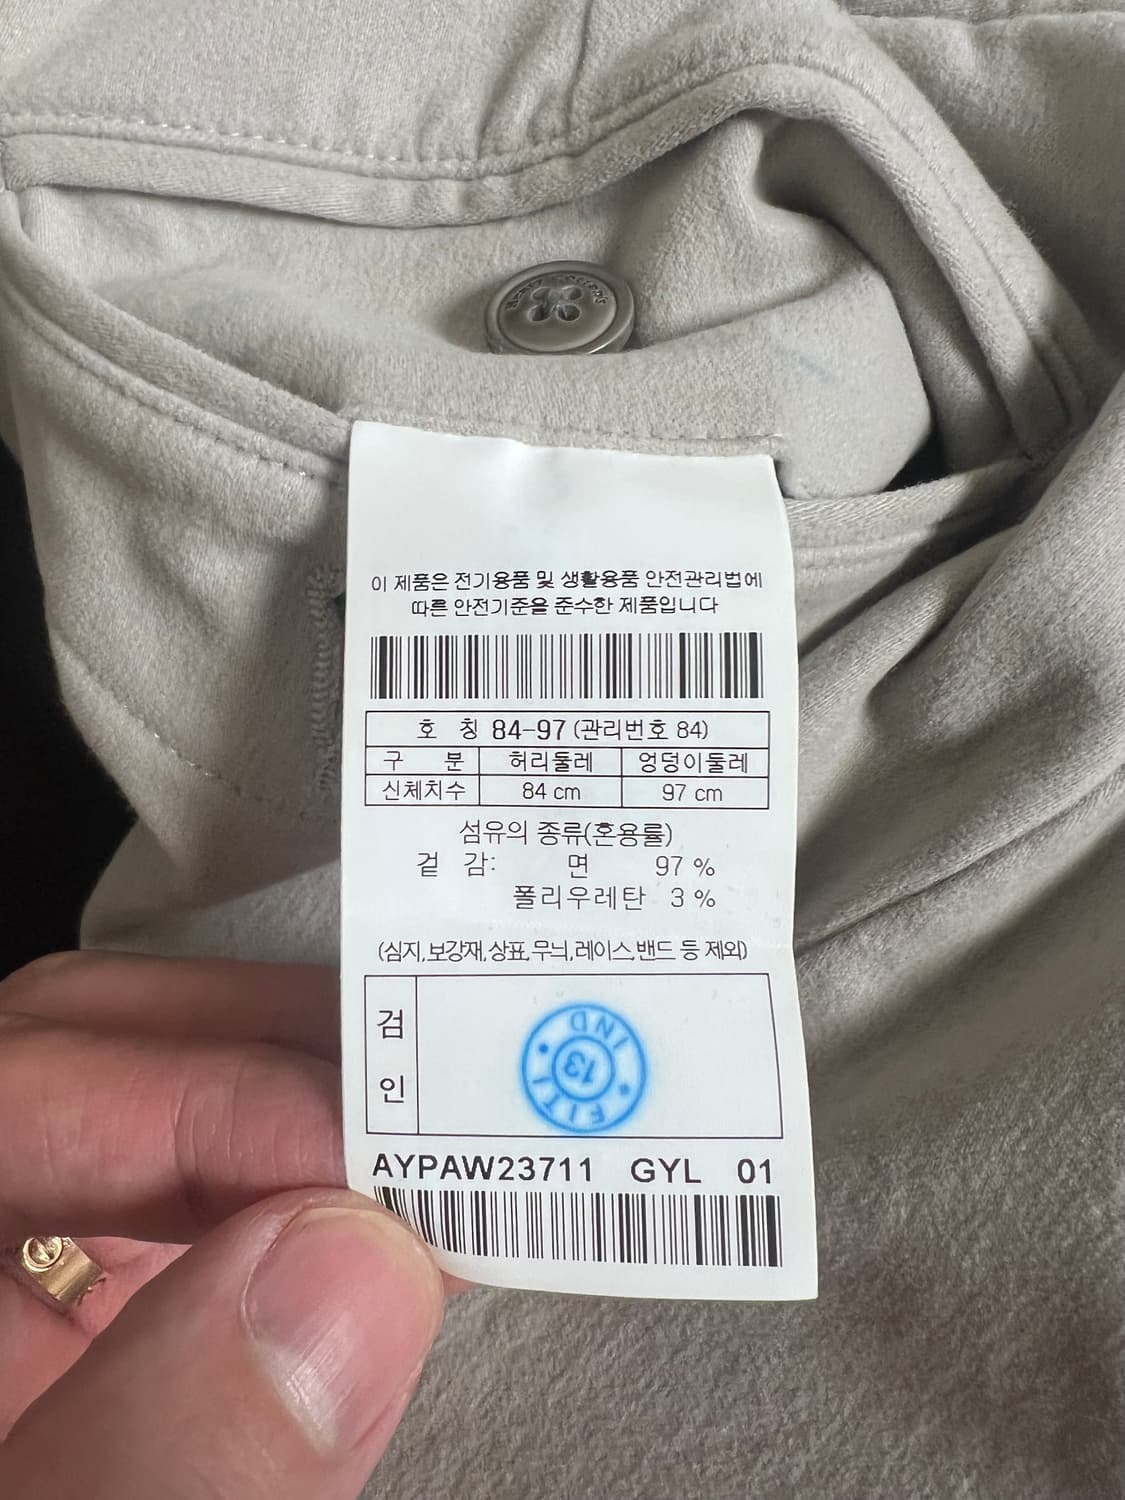 Henry Cotton's
이 제품은 전기용품 및 생활용품 안전관리법에
따른 안전기준을 준수한 제품입니다
호 칭 84-97 (관리번호 84)
구 분 허리둘레 엉덩이둘레
신체치수 84 cm 97 cm
섬유의 종류(혼용률)
겉 감: 면 97 %
폴리우레탄 3 %
(심지,보강재,상표,무늬,레이스,밴드 등 제외)
검
인
FITI
13
IND
AYPAW23711 GYL 01